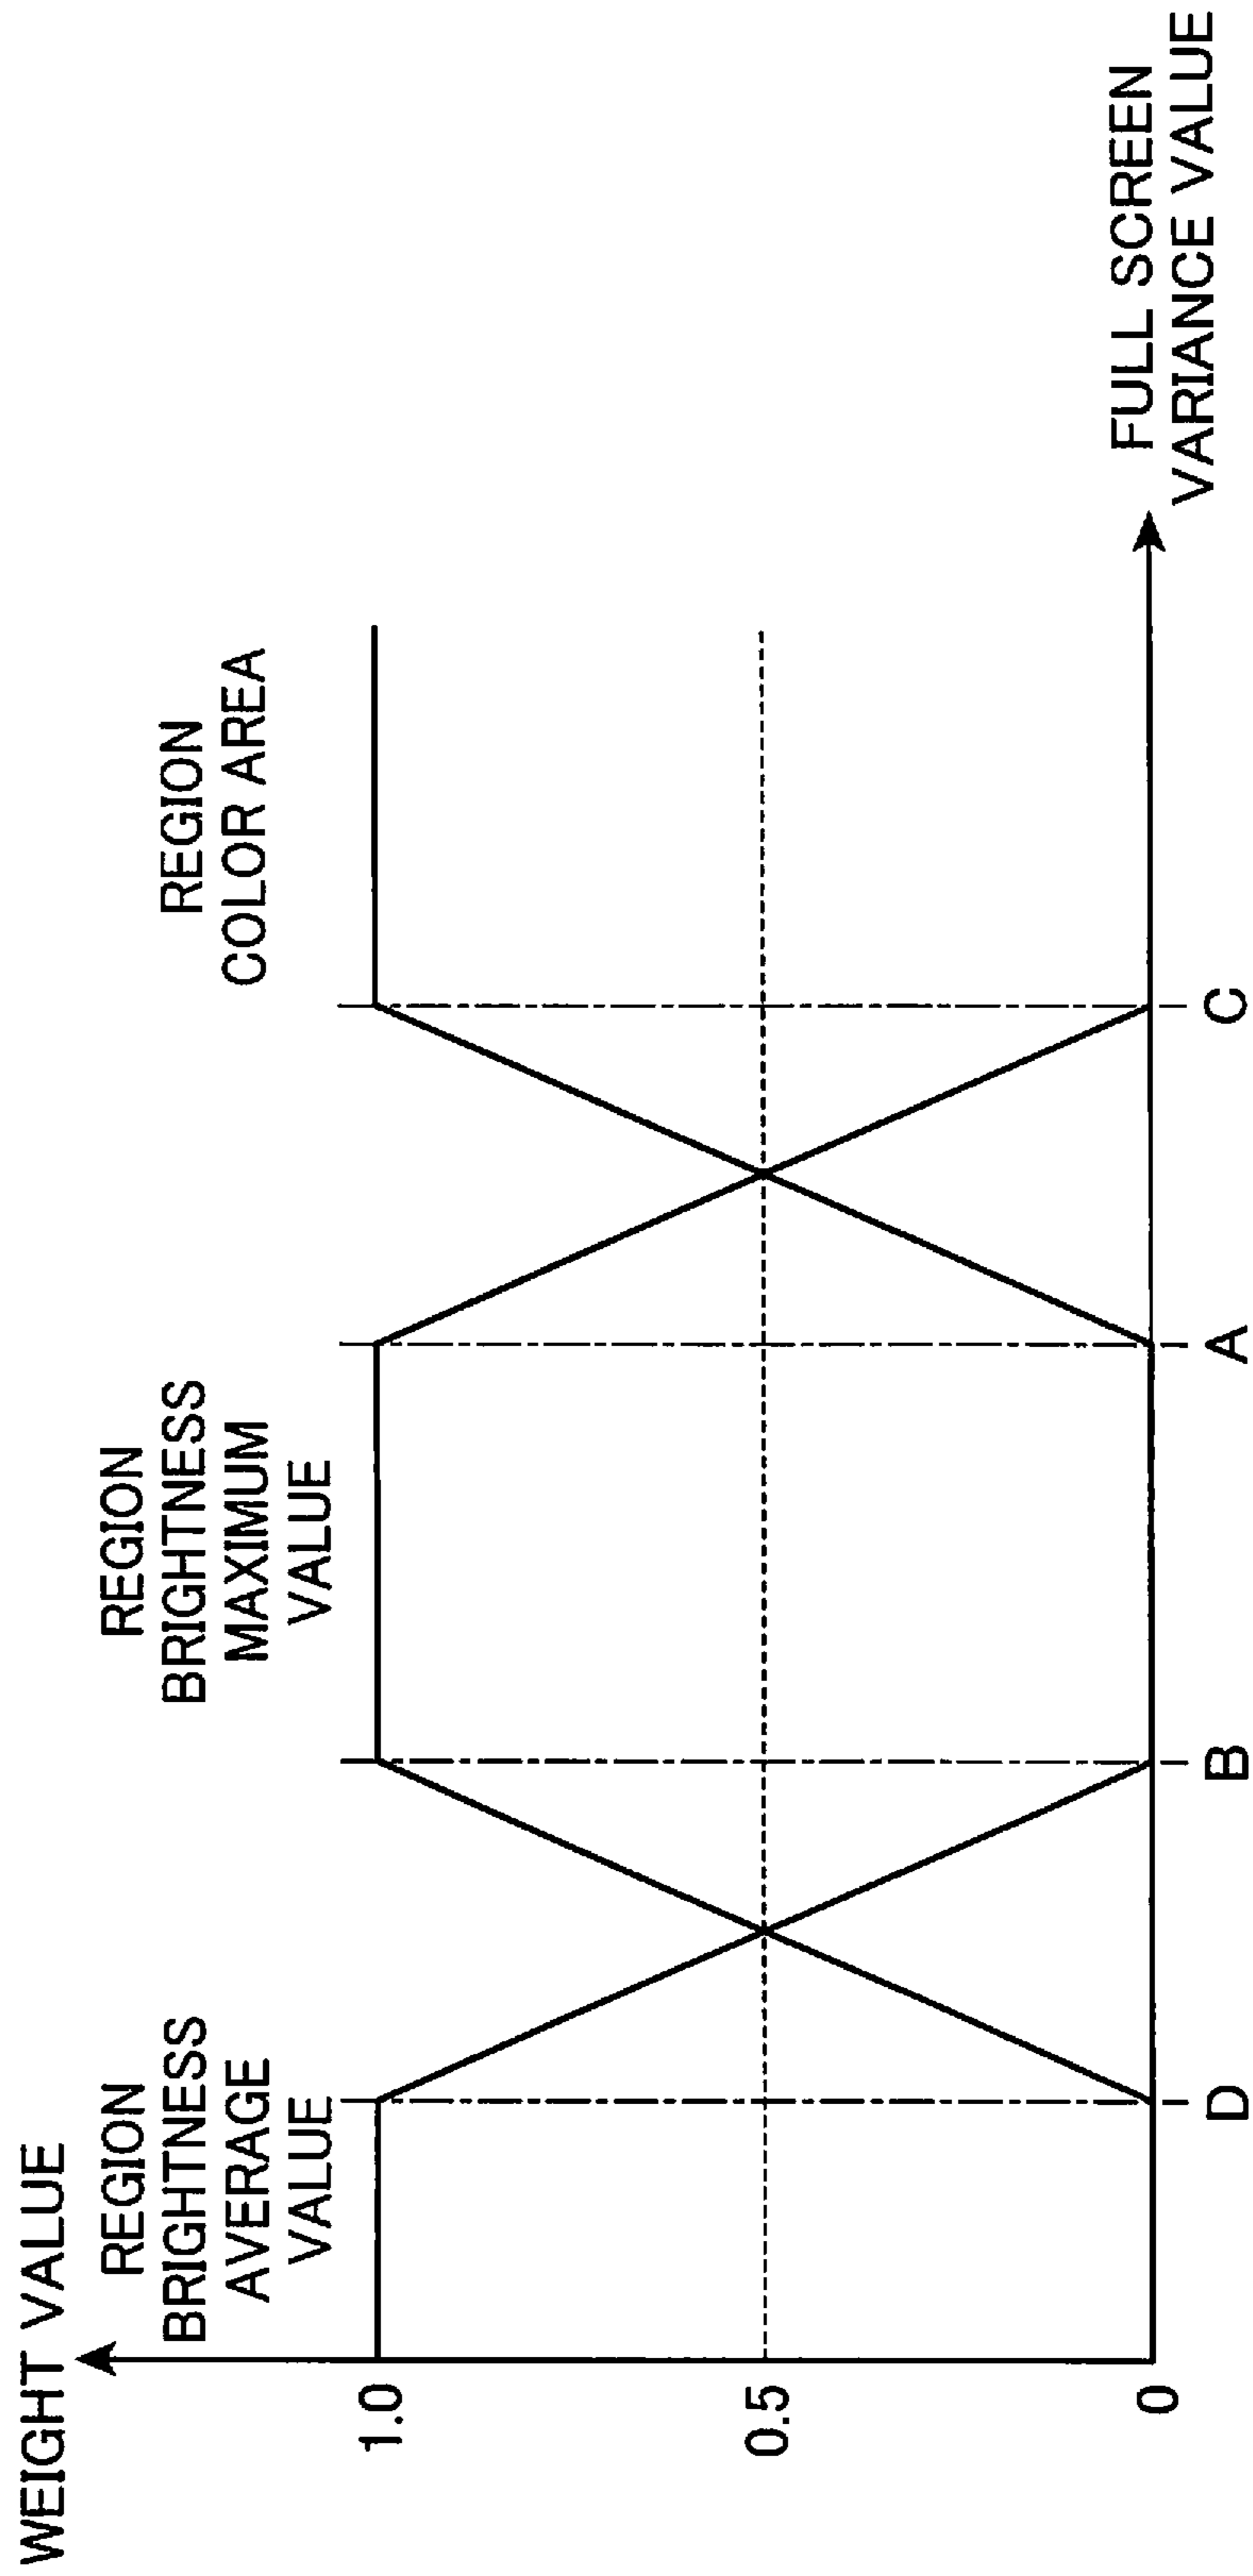 WEIGHT VALUE
REGION
BRIGHTNESS
AVERAGE
VALUE
REGION
BRIGHTNESS
MAXIMUM
VALUE
REGION
COLOR AREA
1.0
0.5
0
D
B
A
C
FULL SCREEN
VARIANCE VALUE